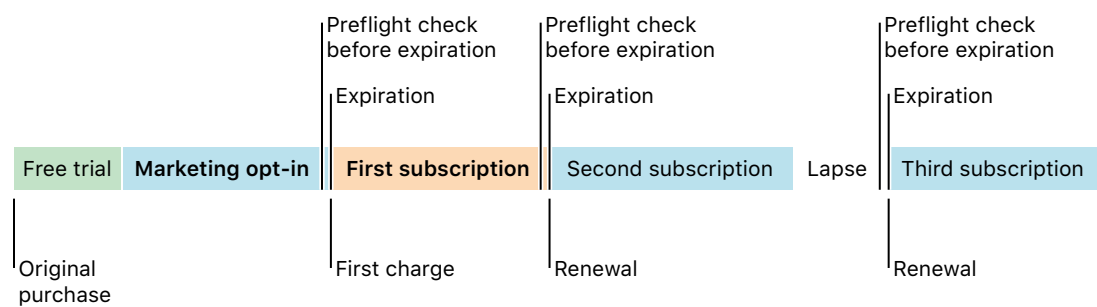 Preflight check
before expiration
Preflight check
before expiration
Preflight check
before expiration
Expiration
Expiration
Expiration
Free trial
Marketing opt-in
First subscription
Second subscription
Lapse
Third subscription
Original
purchase
First charge
Renewal
Renewal